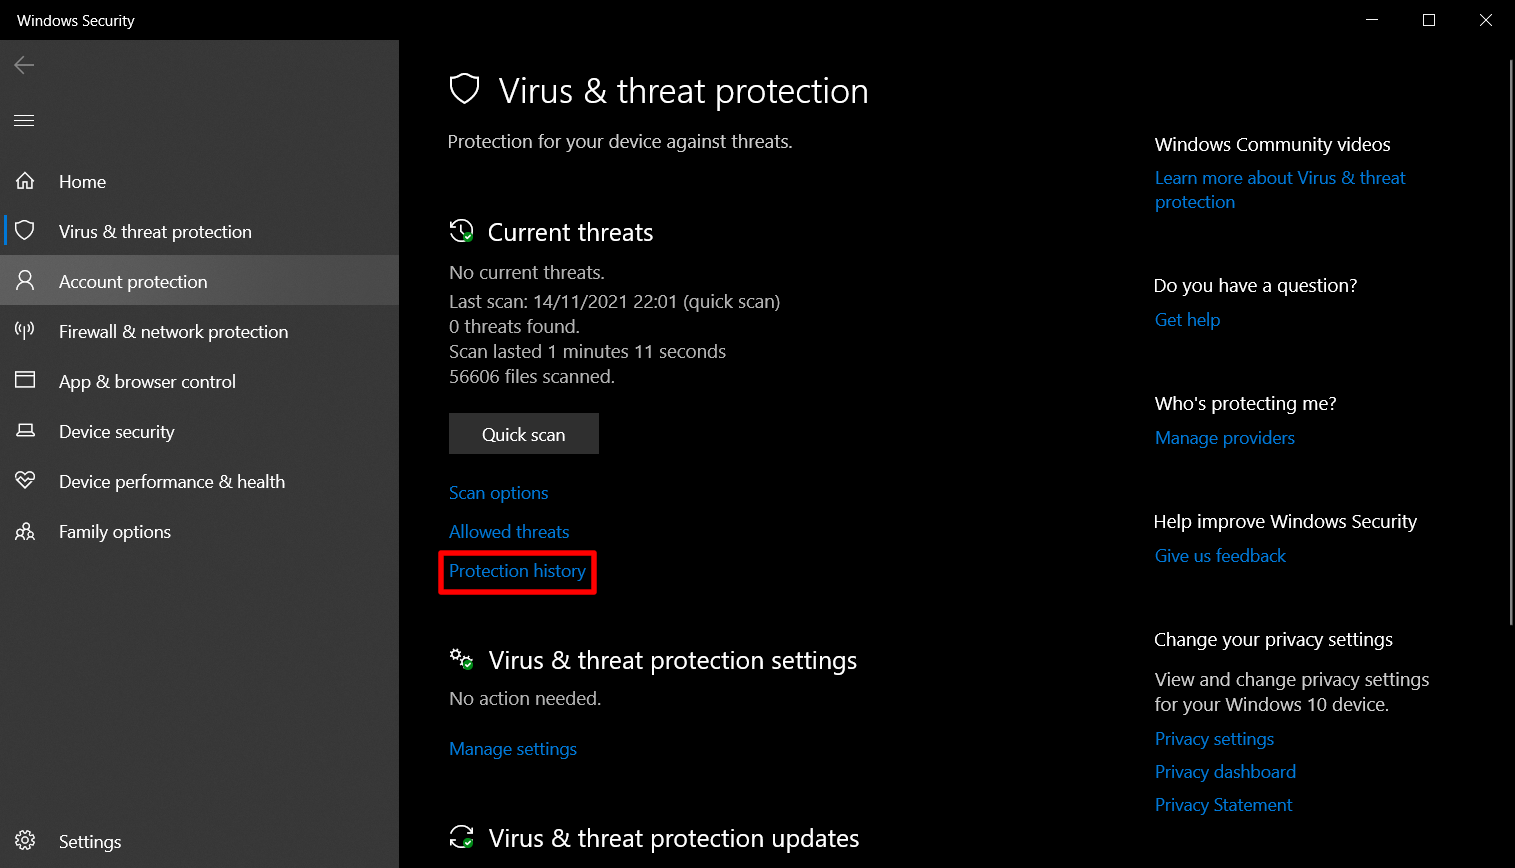 Windows Security
Home
Virus & threat protection
Account protection
Firewall & network protection
App & browser control
Device security
Device performance & health
Family options
Settings
Virus & threat protection
Protection for your device against threats.
Current threats
No current threats.
Last scan: 14/11/2021 22:01 (quick scan)
0 threats found.
Scan lasted 1 minutes 11 seconds
56606 files scanned.
Quick scan
Scan options
Allowed threats
Protection history
Virus & threat protection settings
No action needed.
Manage settings
Virus & threat protection updates
Windows Community videos
Learn more about Virus & threat
protection
Do you have a question?
Get help
Who's protecting me?
Manage providers
Help improve Windows Security
Give us feedback
Change your privacy settings
View and change privacy settings
for your Windows 10 device.
Privacy settings
Privacy dashboard
Privacy Statement